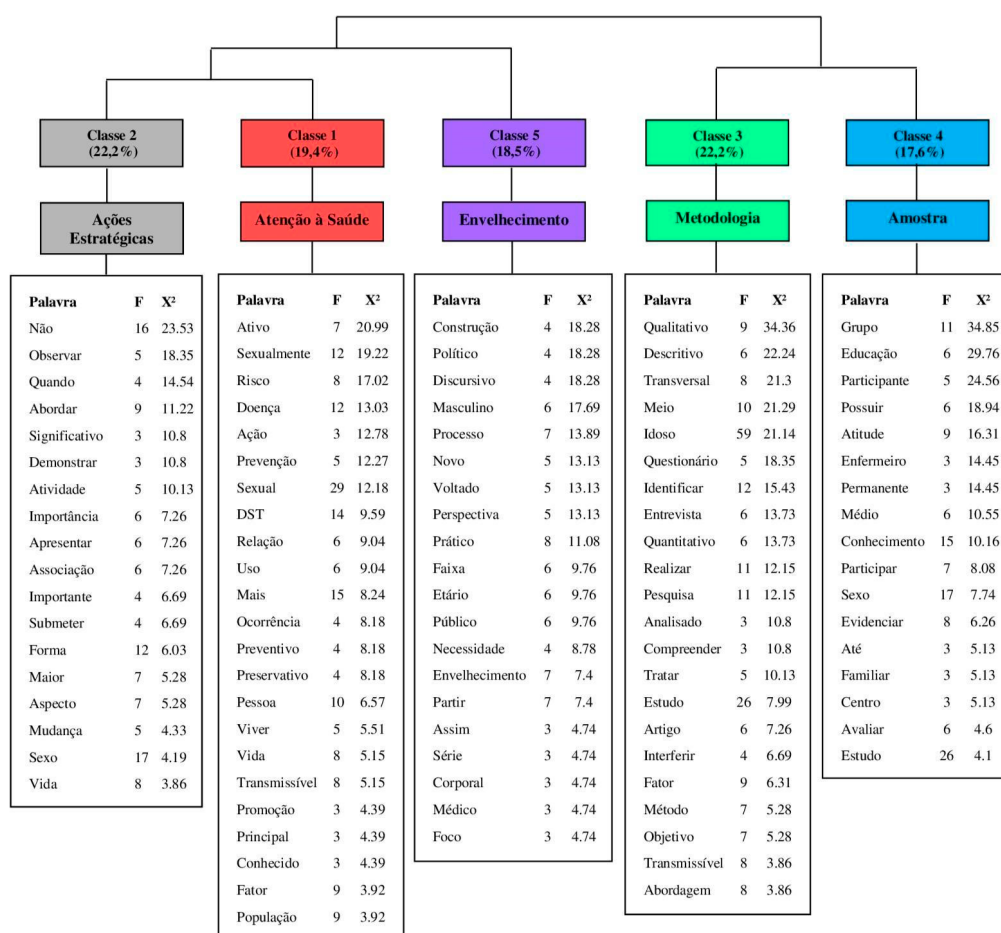 Classe 2
(22,2%)
Ações
Estratégicas
Palavra F X²
Não 16 23.53
Observar 5 18.35
Quando 4 14.54
Abordar 9 11.22
Significativo 3 10.8
Demonstrar 3 10.8
Atividade 5 10.13
Importância 6 7.26
Apresentar 6 7.26
Associação 6 7.26
Importante 4 6.69
Submeter 4 6.69
Forma 12 6.03
Maior 7 5.28
Aspecto 7 5.28
Mudança 5 4.33
Sexo 17 4.19
Vida 8 3.86
Classe 1
(19,4%)
Atenção à Saúde
Palavra F X²
Ativo 7 20.99
Sexualmente 12 19.22
Risco 8 17.02
Doença 12 13.03
Ação 3 12.78
Prevenção 5 12.27
Sexual 29 12.18
DST 14 9.59
Relação 6 9.04
Uso 6 9.04
Mais 15 8.24
Ocorrência 4 8.18
Preventivo 4 8.18
Preservativo 4 8.18
Pessoa 10 6.57
Viver 5 5.51
Vida 8 5.15
Transmissível 8 5.15
Promoção 3 4.39
Principal 3 4.39
Conhecido 3 4.39
Fator 9 3.92
População 9 3.92
Classe 5
(18,5%)
Envelhecimento
Palavra F X²
Construção 4 18.28
Político 4 18.28
Discursivo 4 18.28
Masculino 6 17.69
Processo 7 13.89
Novo 5 13.13
Voltado 5 13.13
Perspectiva 5 13.13
Prático 8 11.08
Faixa 6 9.76
Etário 6 9.76
Público 6 9.76
Necessidade 4 8.78
Envelhecimento 7 7.4
Partir 7 7.4
Assim 3 4.74
Série 3 4.74
Corporal 3 4.74
Médico 3 4.74
Foco 3 4.74
Classe 3
(22,2%)
Metodologia
Palavra F X²
Qualitativo 9 34.36
Descritivo 6 22.24
Transversal 8 21.3
Meio 10 21.29
Idoso 59 21.14
Questionário 5 18.35
Identificar 12 15.43
Entrevista 6 13.73
Quantitativo 6 13.73
Realizar 11 12.15
Pesquisa 11 12.15
Analisado 3 10.8
Compreender 3 10.8
Tratar 5 10.13
Estudo 26 7.99
Artigo 6 7.26
Interferir 4 6.69
Fator 9 6.31
Método 7 5.28
Objetivo 7 5.28
Transmissível 8 3.86
Abordagem 8 3.86
Classe 4
(17,6%)
Amostra
Palavra F X²
Grupo 11 34.85
Educação 6 29.76
Participante 5 24.56
Possuir 6 18.94
Atitude 9 16.31
Enfermeiro 3 14.45
Permanente 3 14.45
Médio 6 10.55
Conhecimento 15 10.16
Participar 7 8.08
Sexo 17 7.74
Evidenciar 8 6.26
Até 3 5.13
Familiar 3 5.13
Centro 3 5.13
Avaliar 6 4.6
Estudo 26 4.1